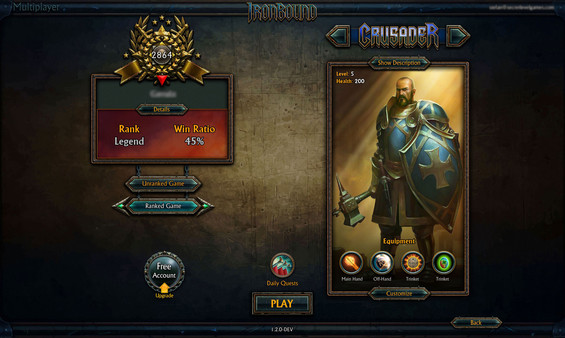 Multiplayer
IRONBOUND
2864
Details
Rank
Win Ratio
Legend
45%
Unranked Game
Ranked Game
Free
Account
Upgrade
Daily Quests
PLAY
1.2.0-DEV
CRUSADER
Show Description
Level: 5
Health: 200
Equipment
Main Hand
Off-Hand
Trinket
Trinket
Customize
Back